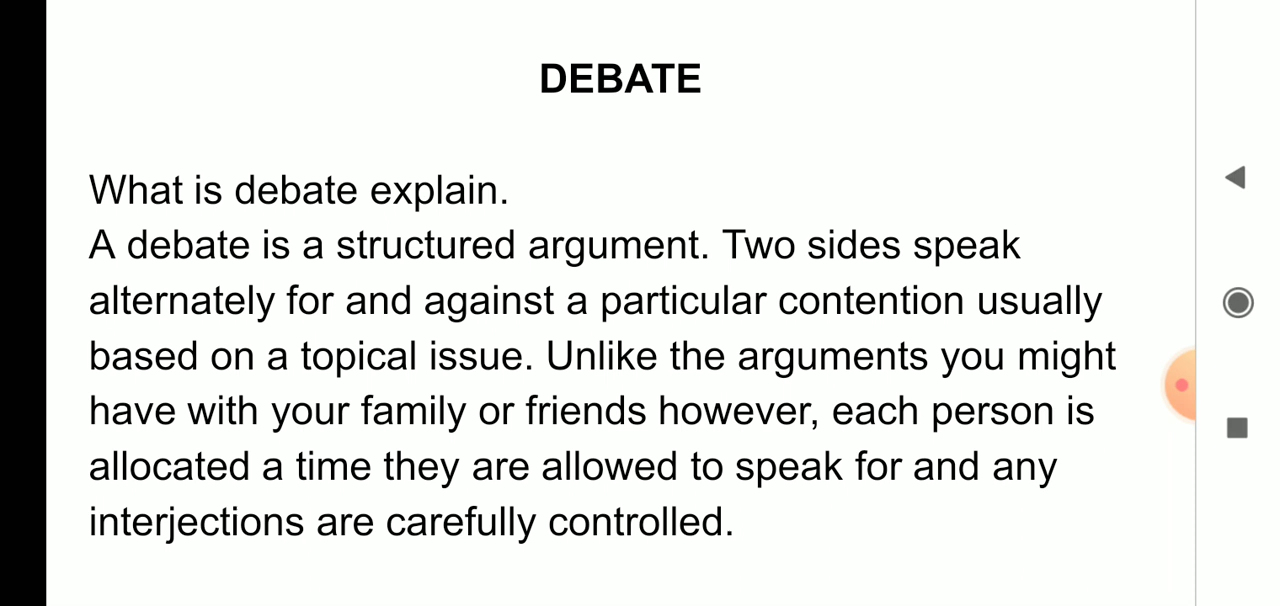 DEBATE
What is debate explain.
A debate is a structured argument. Two sides speak
alternately for and against a particular contention usually
based on a topical issue. Unlike the arguments you might
have with your family or friends however, each person is
allocated a time they are allowed to speak for and any
interjections are carefully controlled.